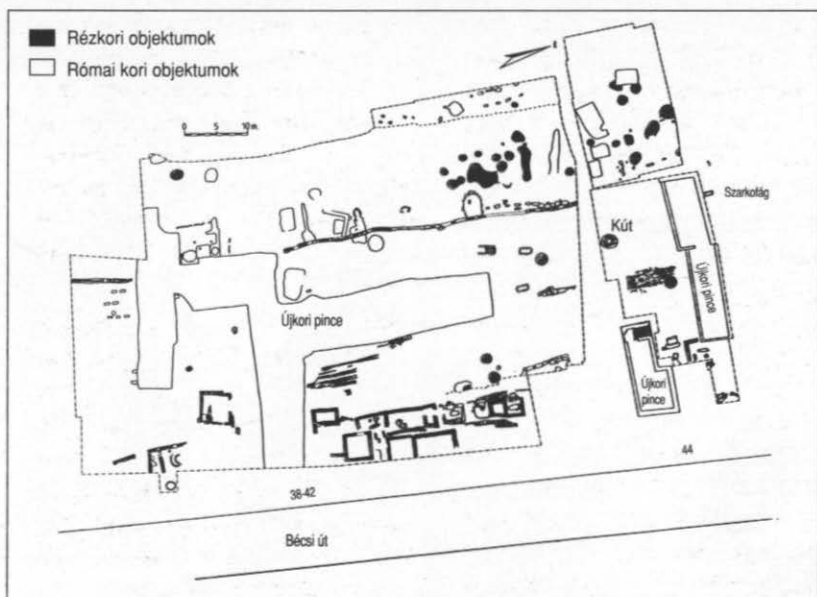 Rézkori objektumok
Római kori objektumok
0 5 10 m.
Szarkofág
Kút
Újkori pince
Újkori pince
Újkori pince
44
38-42
Bécsi út